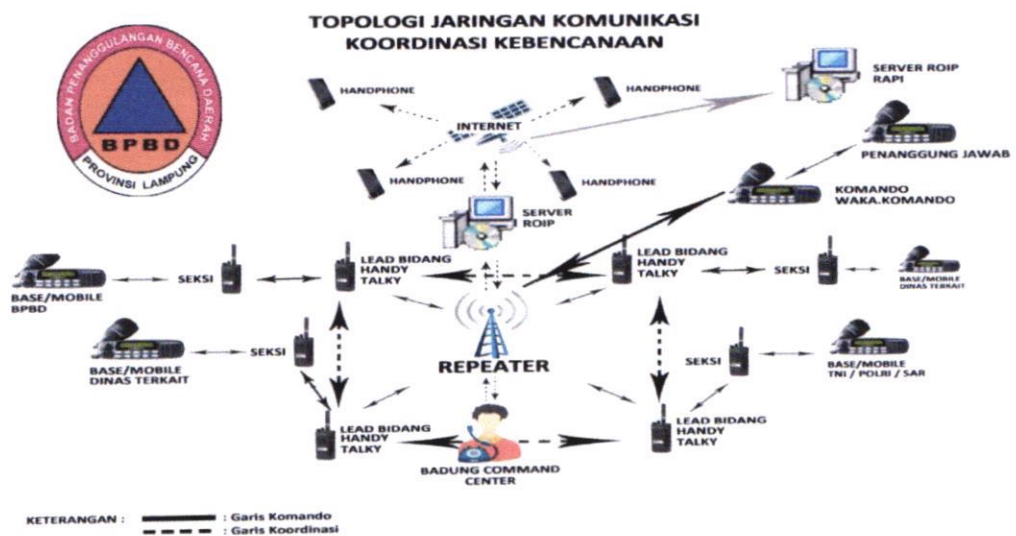 TOPOLOGI JARINGAN KOMUNIKASI
KOORDINASI KEBENCANAAN
BADAN PENANGGULANGAN BENCANA DAERAH
BPBD
PROVINSI LAMPUNG
HANDPHONE
HANDPHONE
INTERNET
SERVER ROIP
RAPI
PENANGGUNG JAWAB
HANDPHONE
HANDPHONE
KOMANDO
WAKA.KOMANDO
SERVER
ROIP
LEAD BIDANG
HANDY
TALKY
LEAD BIDANG
HANDY
TALKY
SEKSI
SEKSI
BASE/MOBILE
BPBD
BASE/MOBILE
DINAS TERKAIT
SEKSI
BASE/MOBILE
DINAS TERKAIT
REPEATER
SEKSI
BASE/MOBILE
TNI / POLRI / SAR
LEAD BIDANG
HANDY
TALKY
LEAD BIDANG
HANDY
TALKY
BADUNG COMMAND
CENTER
KETERANGAN :
: Garis Komando
: Garis Koordinasi